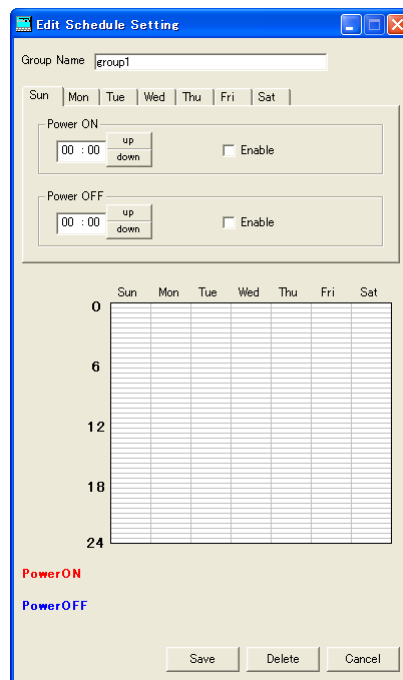 Edit Schedule Setting
Group Name group1
Sun Mon Tue Wed Thu Fri Sat
Power ON
00 : 00 up down Enable
Power OFF
00 : 00 up down Enable
Sun Mon Tue Wed Thu Fri Sat
0
6
12
18
24
PowerON
PowerOFF
Save Delete Cancel